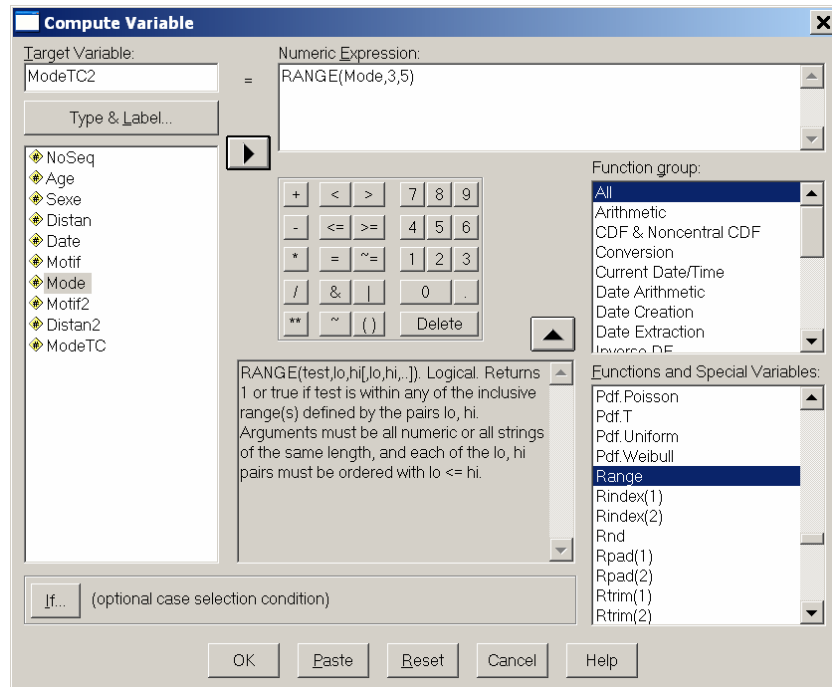 Compute Variable
Target Variable:
ModeTC2
=
Numeric Expression:
RANGE(Mode,3,5)
Type & Label...
NoSeq
Age
Sexe
Distan
Date
Motif
Mode
Motif2
Distan2
ModeTC
+ < > 7 8 9
- <= >= 4 5 6
* = ~= 1 2 3
/ & | 0 .
** ~ ( ) Delete
Function group:
All
Arithmetic
CDF & Noncentral CDF
Conversion
Current Date/Time
Date Arithmetic
Date Creation
Date Extraction
Inverse DF
RANGE(test,lo,hi[,lo,hi,..]). Logical. Returns
1 or true if test is within any of the inclusive
range(s) defined by the pairs lo, hi.
Arguments must be all numeric or all strings
of the same length, and each of the lo, hi
pairs must be ordered with lo <= hi.
Functions and Special Variables:
Pdf.Poisson
Pdf.T
Pdf.Uniform
Pdf.Weibull
Range
Rindex(1)
Rindex(2)
Rnd
Rpad(1)
Rpad(2)
Rtrim(1)
Rtrim(2)
If... (optional case selection condition)
OK Paste Reset Cancel Help